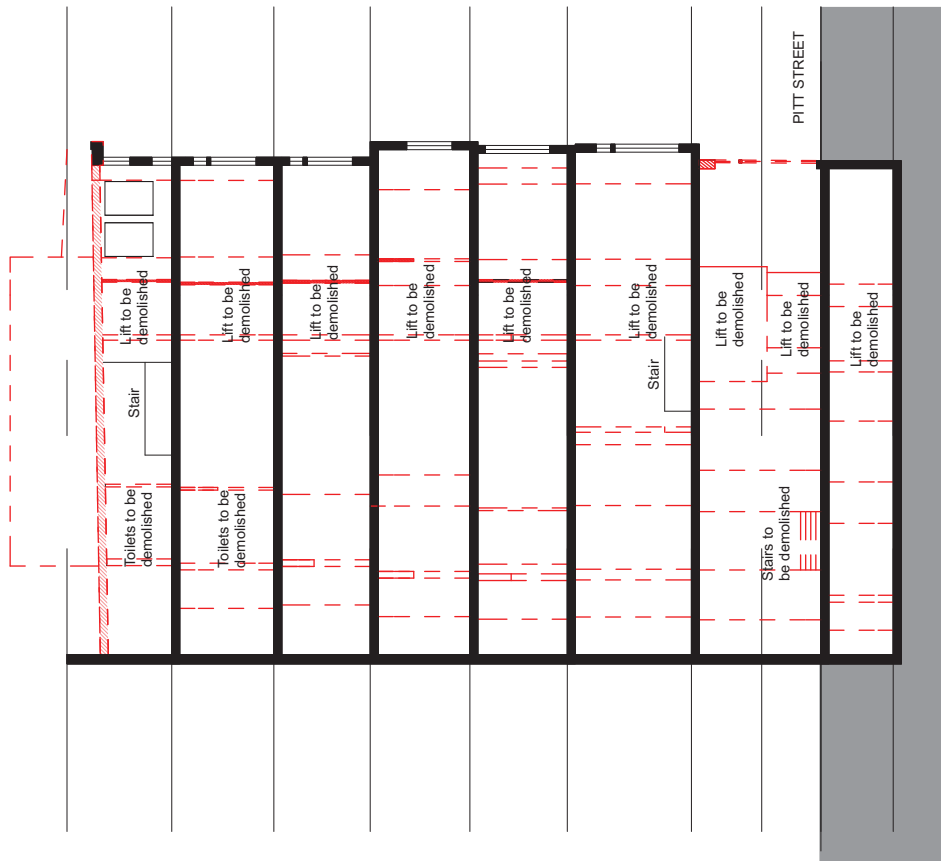 Lift to be
demolished
Lift to be
demolished
Lift to be
demolished
Lift to be
demolished
Lift to be
demolished
Lift to be
demolished
Lift to be
demolished
Lift to be
demolished
Lift to be
demolished
PITT STREET
Stair
Stair
Toilets to be
demolished
Toilets to be
demolished
Stairs to
be demolished